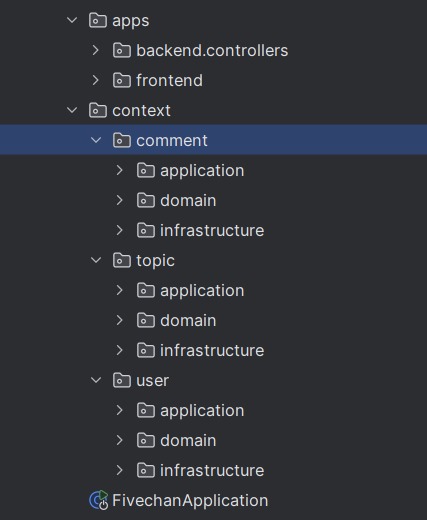 apps
backend.controllers
frontend
context
comment
application
domain
infrastructure
topic
application
domain
infrastructure
user
application
domain
infrastructure
FivechanApplication